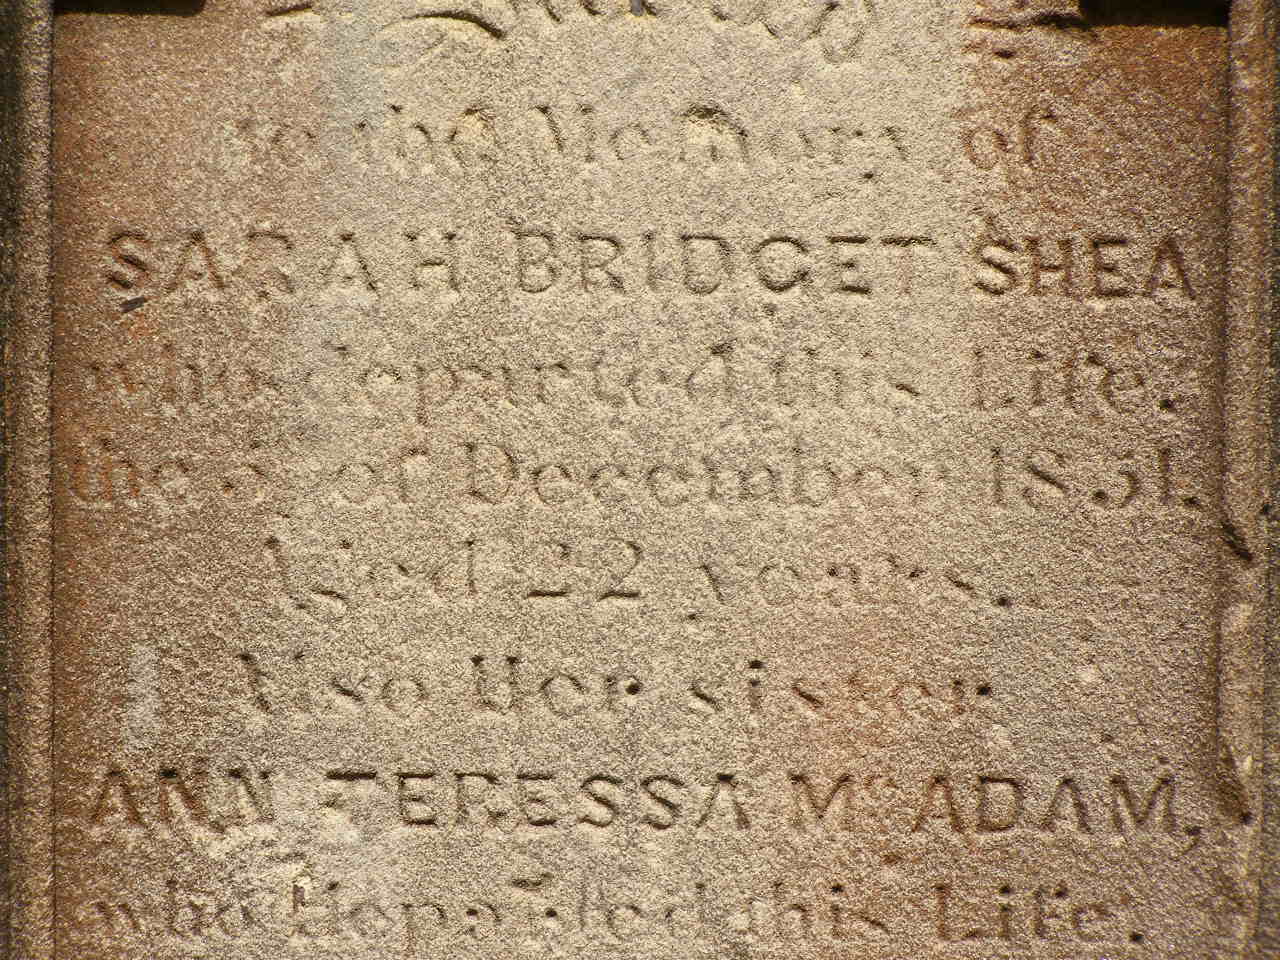 to the Memory of
SARAH BRIDGET SHEA
who departed this Life.
the of December 1851.
Aged 22 years.
Also Her sister
ANN TERESSA McADAM,
who departed this Life.